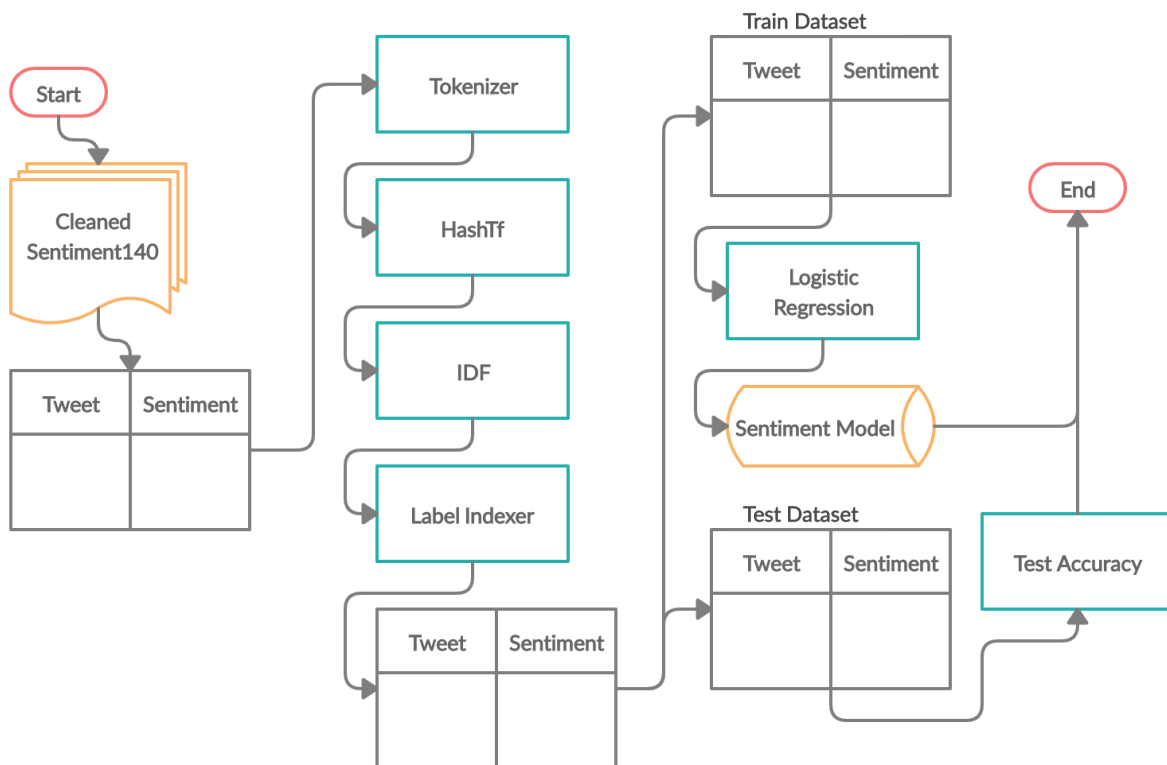 Start
Cleaned
Sentiment140
Tweet Sentiment
Tokenizer
HashTf
IDF
Label Indexer
Tweet Sentiment
Train Dataset
Tweet Sentiment
Logistic
Regression
Sentiment Model
Test Dataset
Tweet Sentiment
Test Accuracy
End